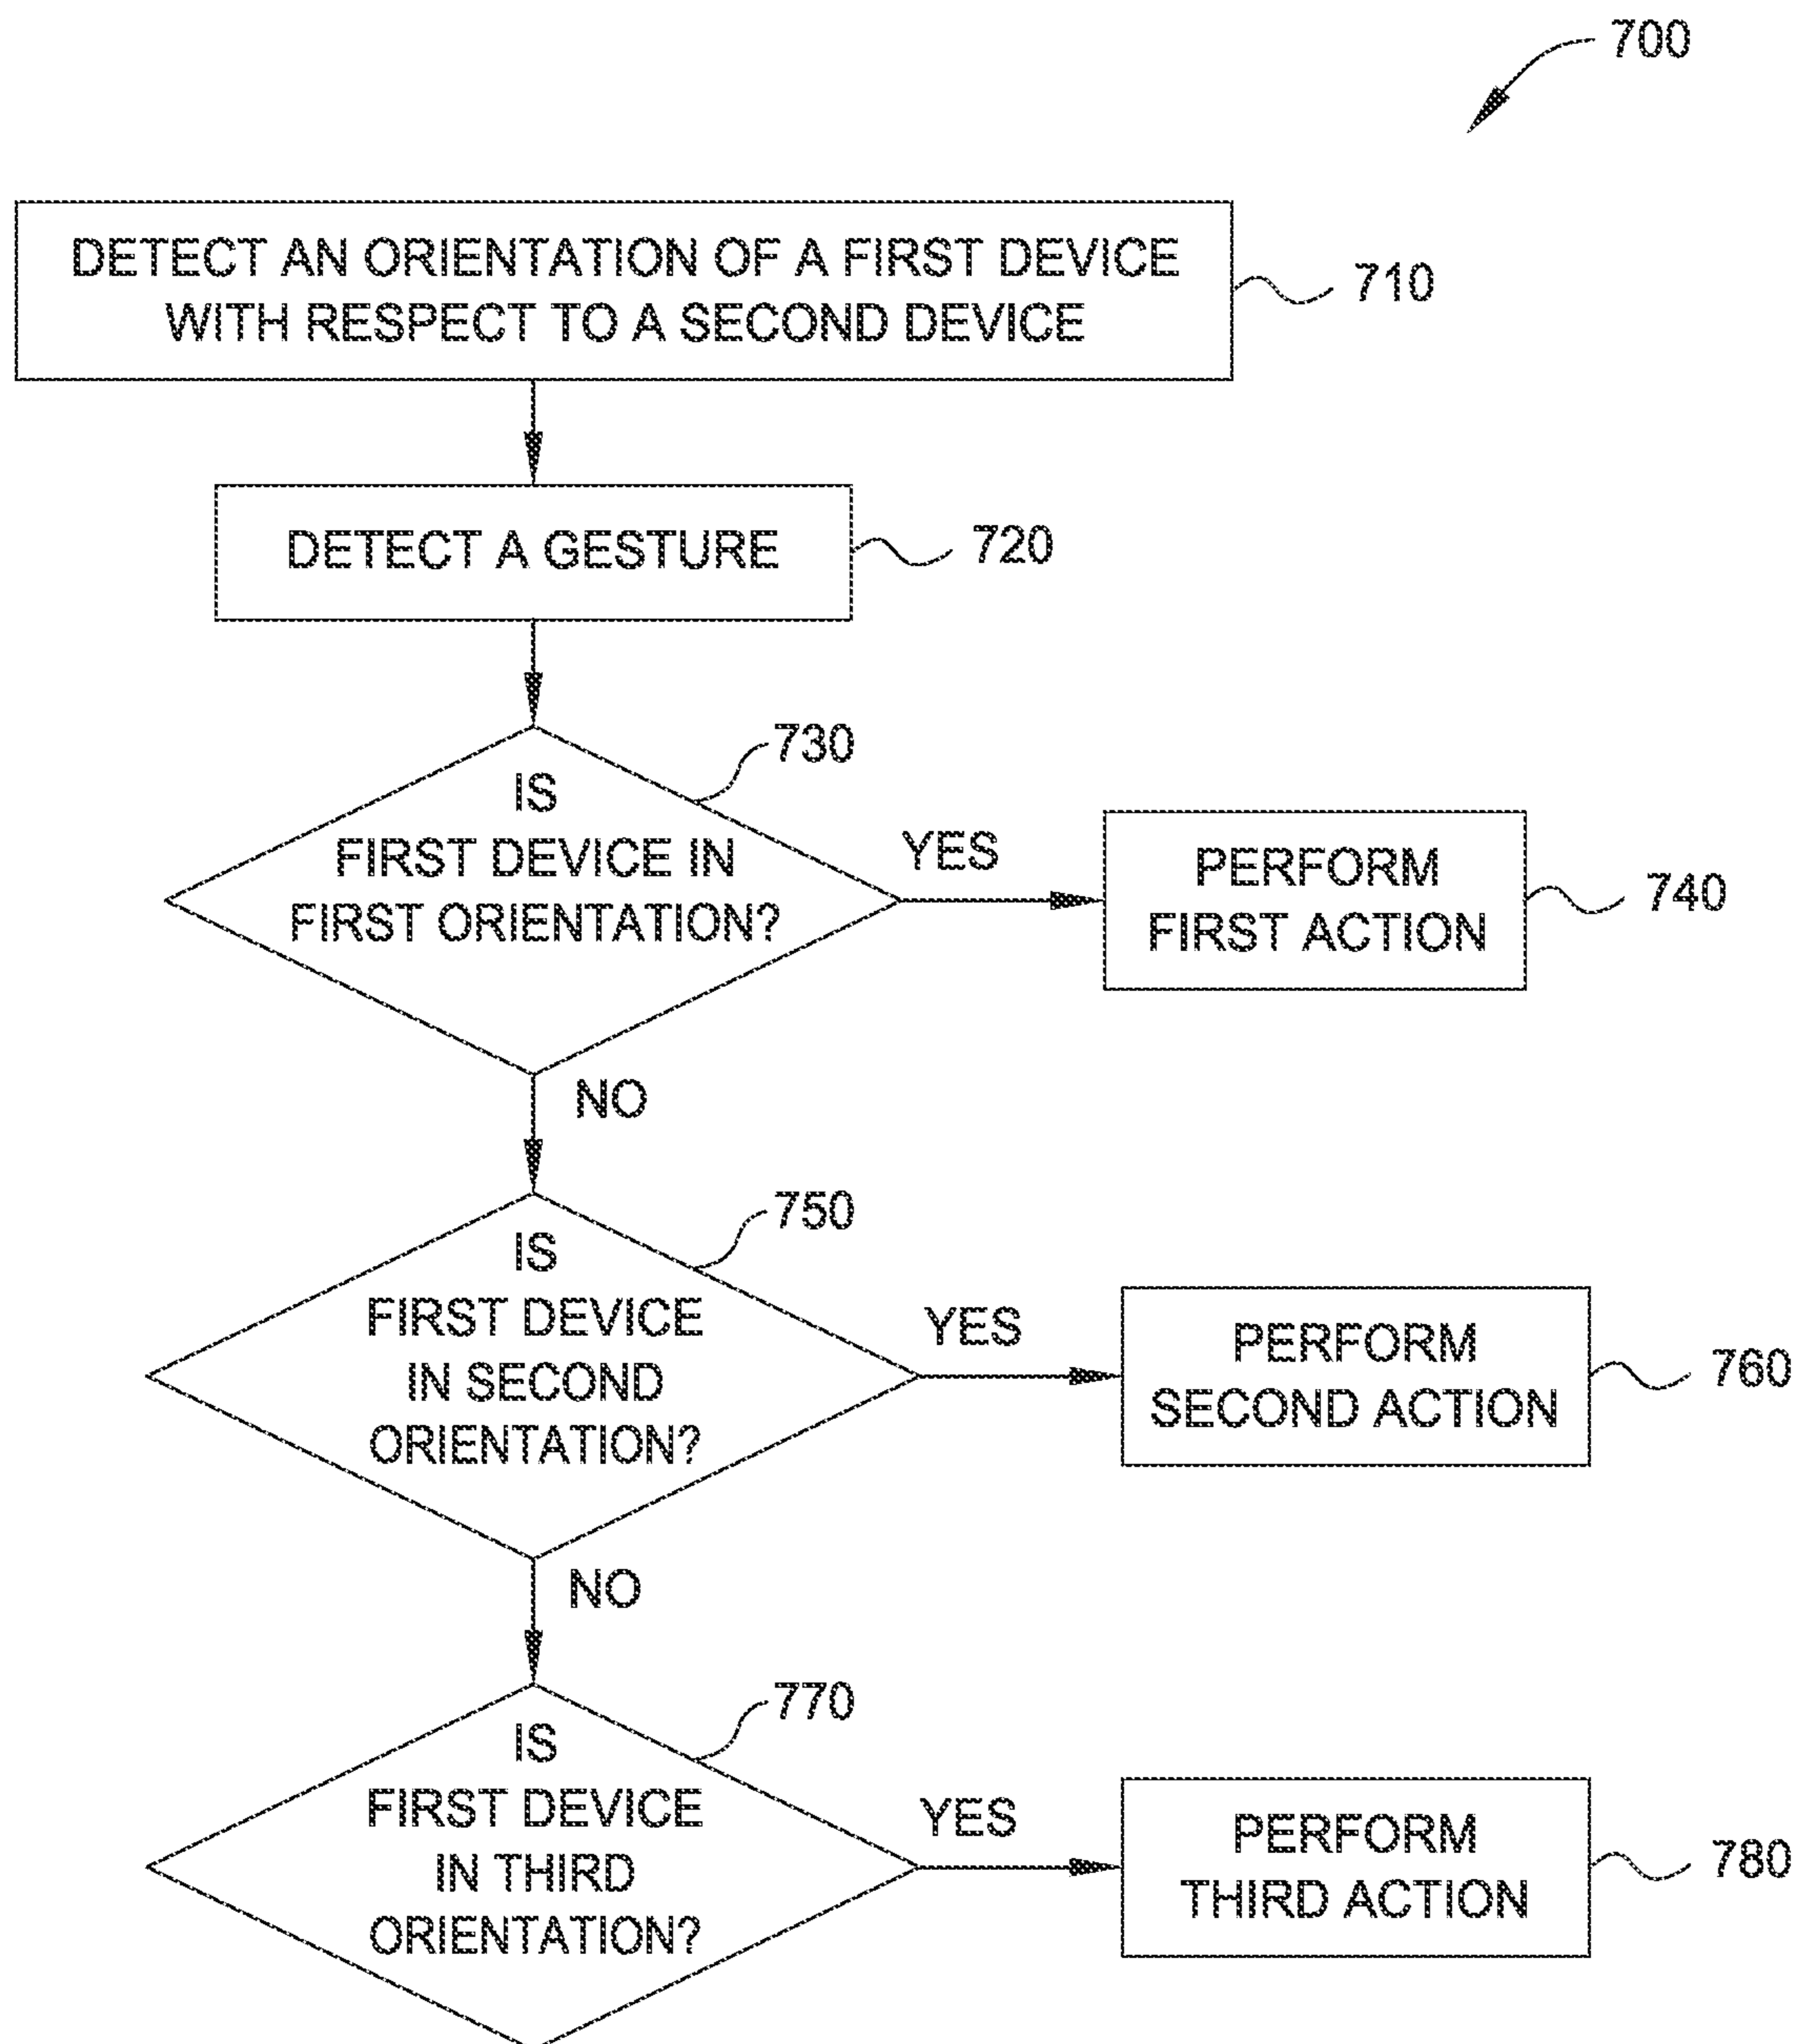 700
DETECT AN ORIENTATION OF A FIRST DEVICE
WITH RESPECT TO A SECOND DEVICE
710
DETECT A GESTURE
720
730
IS
FIRST DEVICE IN
FIRST ORIENTATION?
YES
PERFORM
FIRST ACTION
740
NO
750
IS
FIRST DEVICE
IN SECOND
ORIENTATION?
YES
PERFORM
SECOND ACTION
760
NO
770
IS
FIRST DEVICE
IN THIRD
ORIENTATION?
YES
PERFORM
THIRD ACTION
780